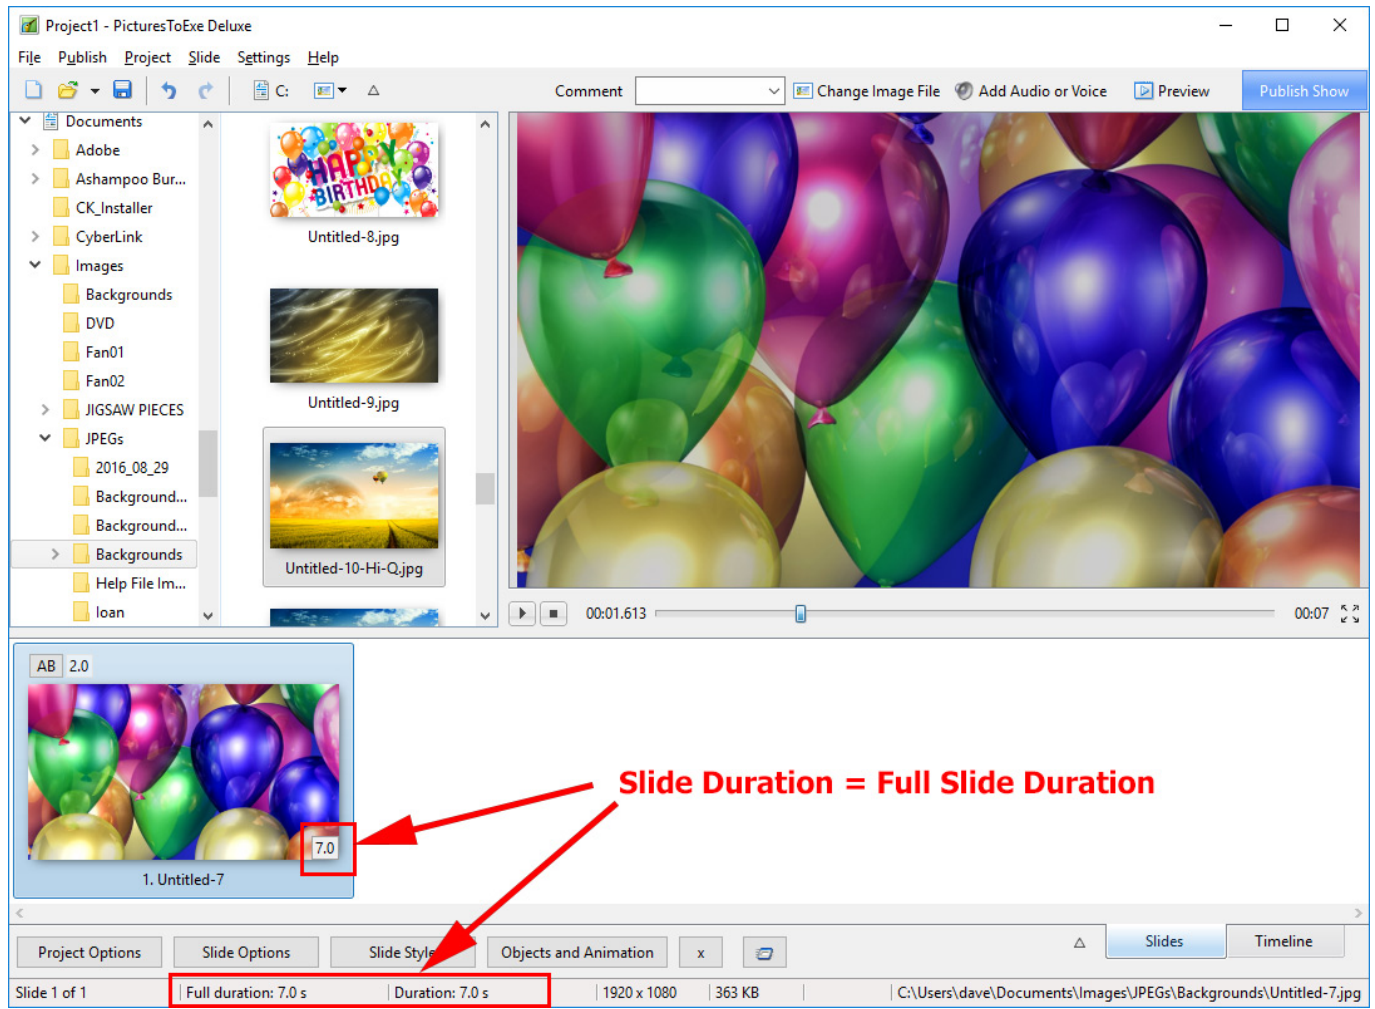 Project1 - PicturesToExe Deluxe
File Publish Project Slide Settings Help
C: Comment Change Image File Add Audio or Voice Preview Publish Show
Documents
Adobe
Ashampoo Bur...
CK_Installer
CyberLink
Images
Backgrounds
DVD
Fan01
Fan02
JIGSAW PIECES
JPEGs
2016_08_29
Background...
Background...
Backgrounds
Help File Im...
Ioan
HAPPY
BIRTHDAY
Untitled-8.jpg
Untitled-9.jpg
Untitled-10-Hi-Q.jpg
00:01.613 00:07
AB 2.0
7.0
1. Untitled-7
Slide Duration = Full Slide Duration
Project Options Slide Options Slide Style Objects and Animation x Slides Timeline
Slide 1 of 1 Full duration: 7.0 s Duration: 7.0 s 1920 x 1080 363 KB C:\Users\dave\Documents\Images\JPEGs\Backgrounds\Untitled-7.jpg